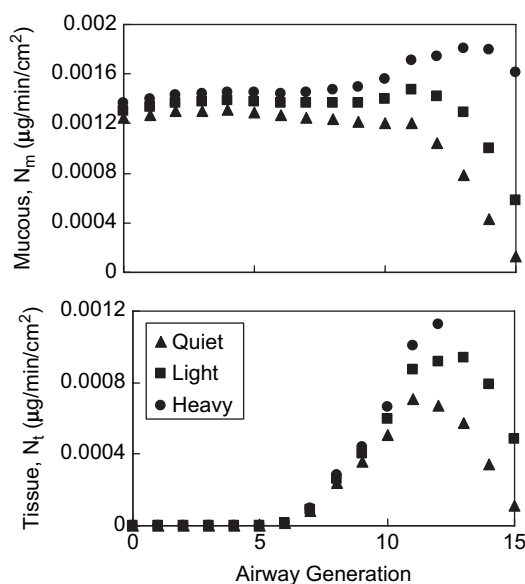 0.002
0.0016
0.0012
0.0008
0.0004
0
Mucous, Nm (μg/min/cm2)
0.0012
0.0008
0.0004
0
Tissue, Nt (μg/min/cm2)
Quiet
Light
Heavy
0 5 10 15
Airway Generation